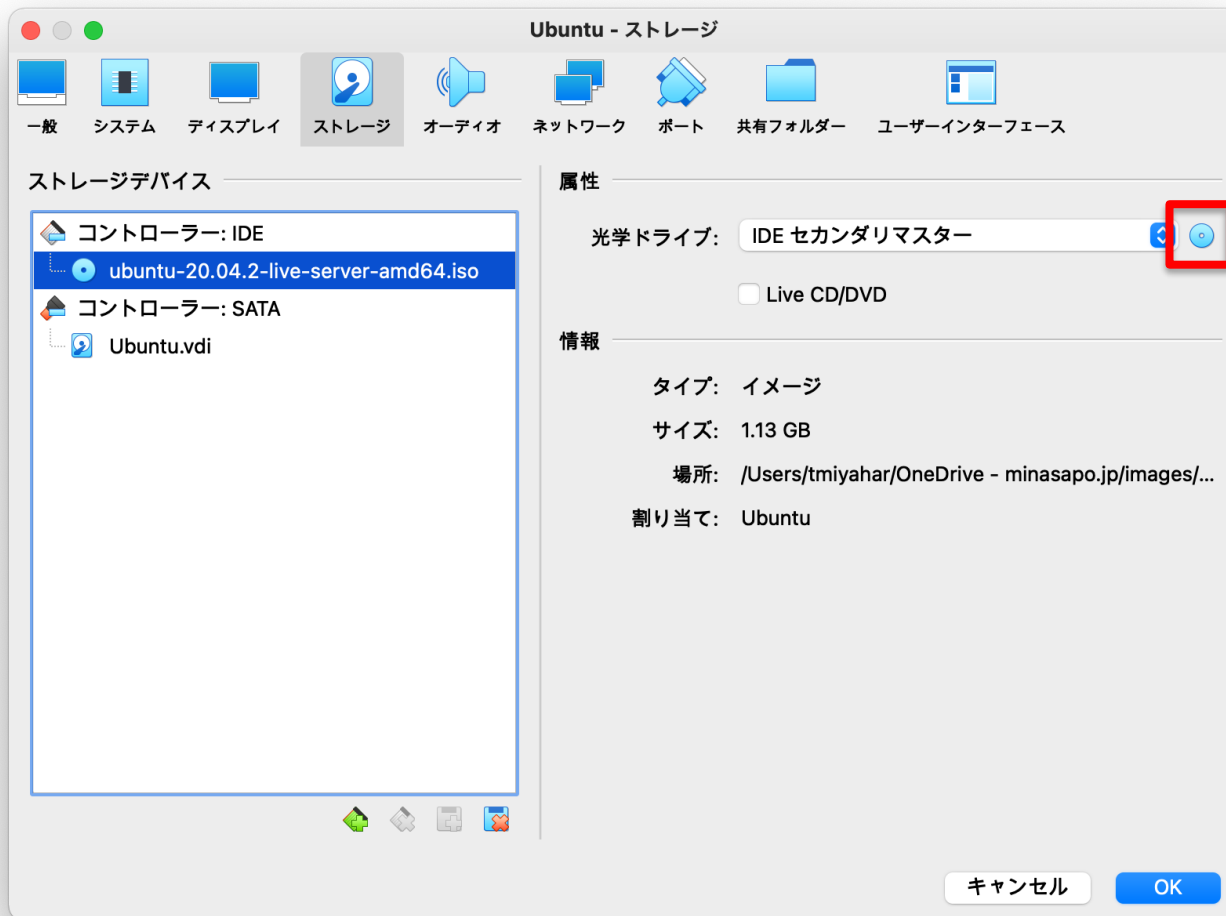 Ubuntu - ストレージ
一般 システム ディスプレイ ストレージ オーディオ ネットワーク ポート 共有フォルダー ユーザーインターフェース
ストレージデバイス
コントローラー: IDE
ubuntu-20.04.2-live-server-amd64.iso
コントローラー: SATA
Ubuntu.vdi
属性
光学ドライブ: IDE セカンダリマスター
Live CD/DVD
情報
タイプ: イメージ
サイズ: 1.13 GB
場所: /Users/tmiyahar/OneDrive - minasapo.jp/images/...
割り当て: Ubuntu
キャンセル OK